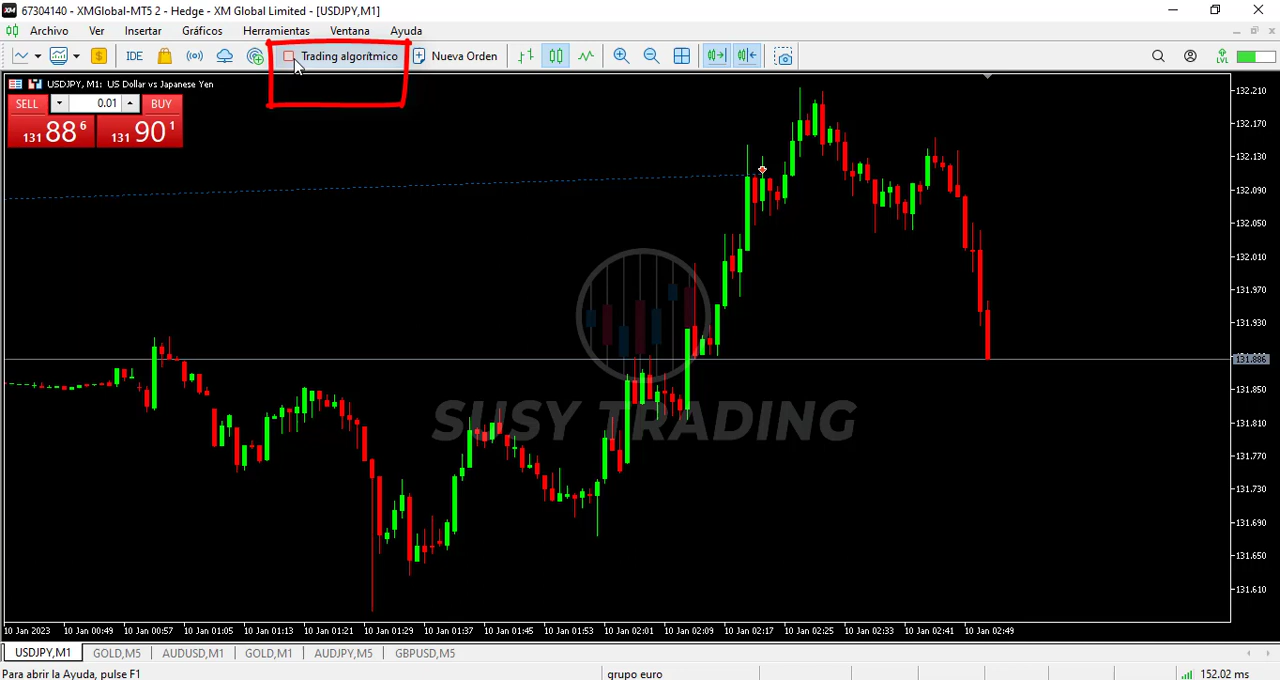 67304140 - XMGlobal-MT5 2 - Hedge - XM Global Limited - [USDJPY,M1]
Archivo Ver Insertar Gráficos Herramientas Ventana Ayuda
IDE Trading algorítmico Nueva Orden LVL
USDJPY, M1: US Dollar vs Japanese Yen
SELL 0.01 BUY
131 88 6 131 90 1
132.210
132.170
132.130
132.090
132.050
132.010
131.970
131.930
131.886
131.850
131.810
131.770
131.730
131.690
131.650
131.610
SUSY TRADING
10 Jan 2023 10 Jan 00:49 10 Jan 00:57 10 Jan 01:05 10 Jan 01:13 10 Jan 01:21 10 Jan 01:29 10 Jan 01:37 10 Jan 01:45 10 Jan 01:53 10 Jan 02:01 10 Jan 02:09 10 Jan 02:17 10 Jan 02:25 10 Jan 02:33 10 Jan 02:41 10 Jan 02:49
USDJPY,M1 GOLD,M5 AUDUSD,M1 GOLD,M1 AUDJPY,M5 GBPUSD,M5
Para abrir la Ayuda, pulse F1 grupo euro 152.02 ms